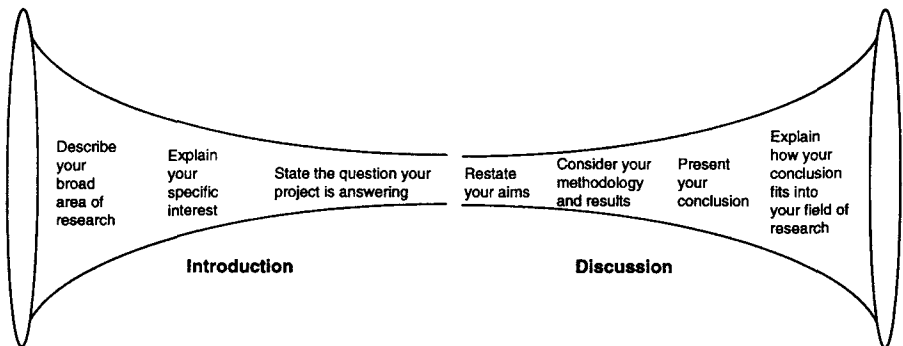 Describe
your
broad
area of
research
Explain
your
specific
interest
State the question your
project is answering
Restate
your aims
Consider your
methodology
and results
Present
your
conclusion
Explain
how your
conclusion
fits into
your field of
research
Introduction
Discussion